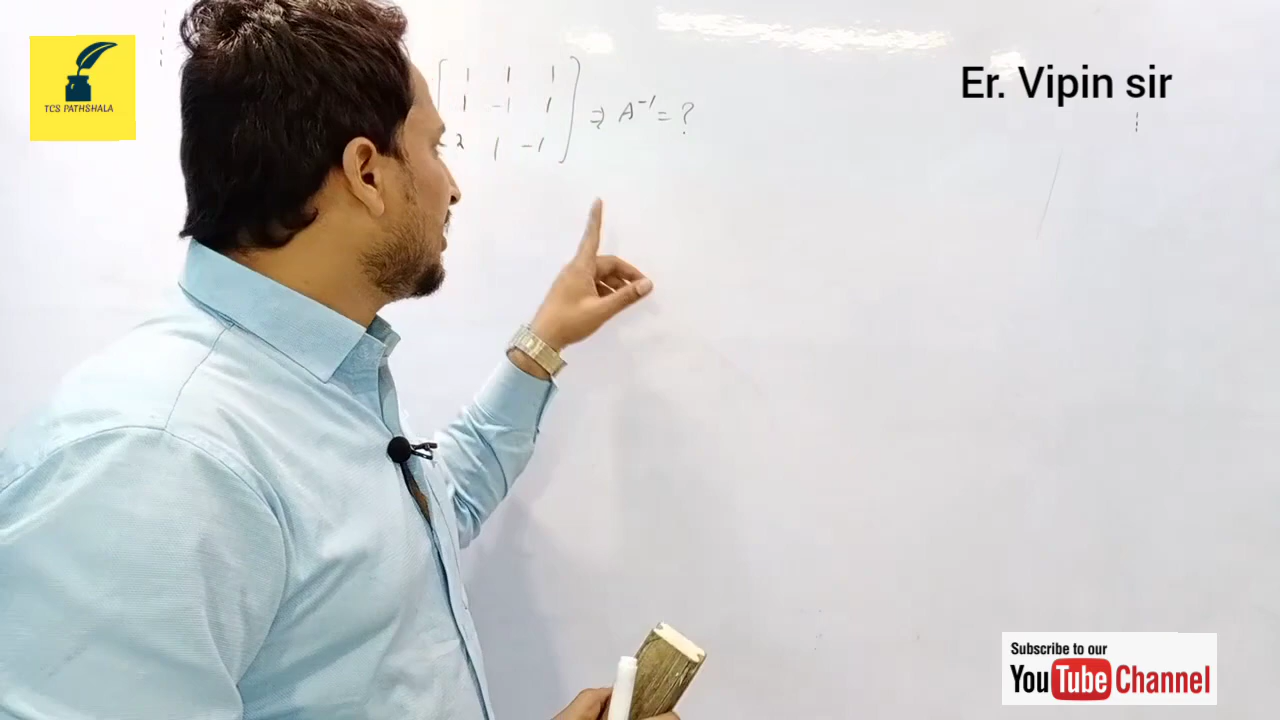 TCS PATHSHALA
Er. Vipin sir
1 1 1
1 -1 1 ⇒ A⁻¹ = ?
2 1 -1
Subscribe to our
YouTube Channel